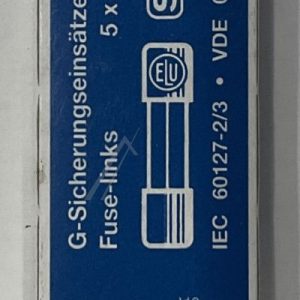 G-Sicherungseinsätze
Fuse-links
5 x
S
ELU
IEC 60127-2/3 • VDE